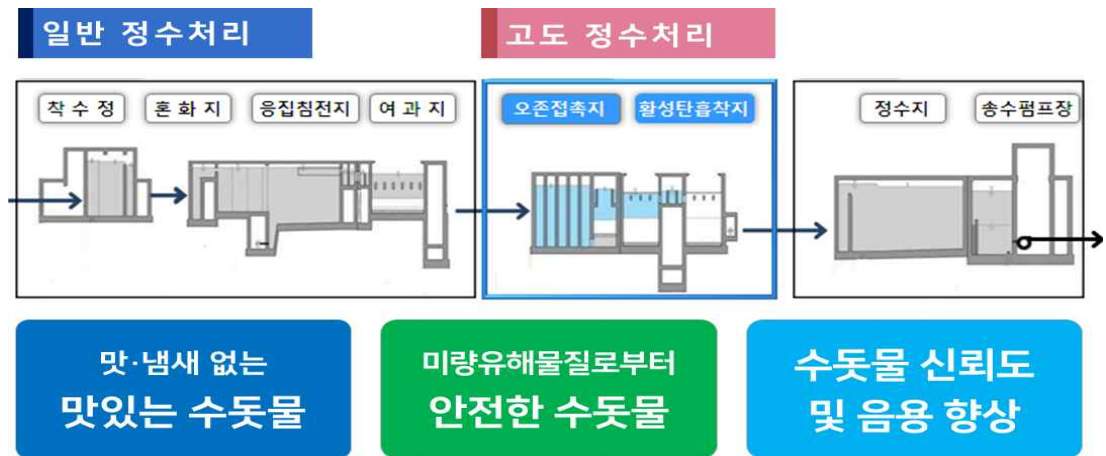 일반 정수처리
고도 정수처리
착 수 정
혼 화 지
응집침전지
여 과 지
오존접촉지
활성탄흡착지
정수지
송수펌프장
맛·냄새 없는
맛있는 수돗물
미량유해물질로부터
안전한 수돗물
수돗물 신뢰도
및 음용 향상